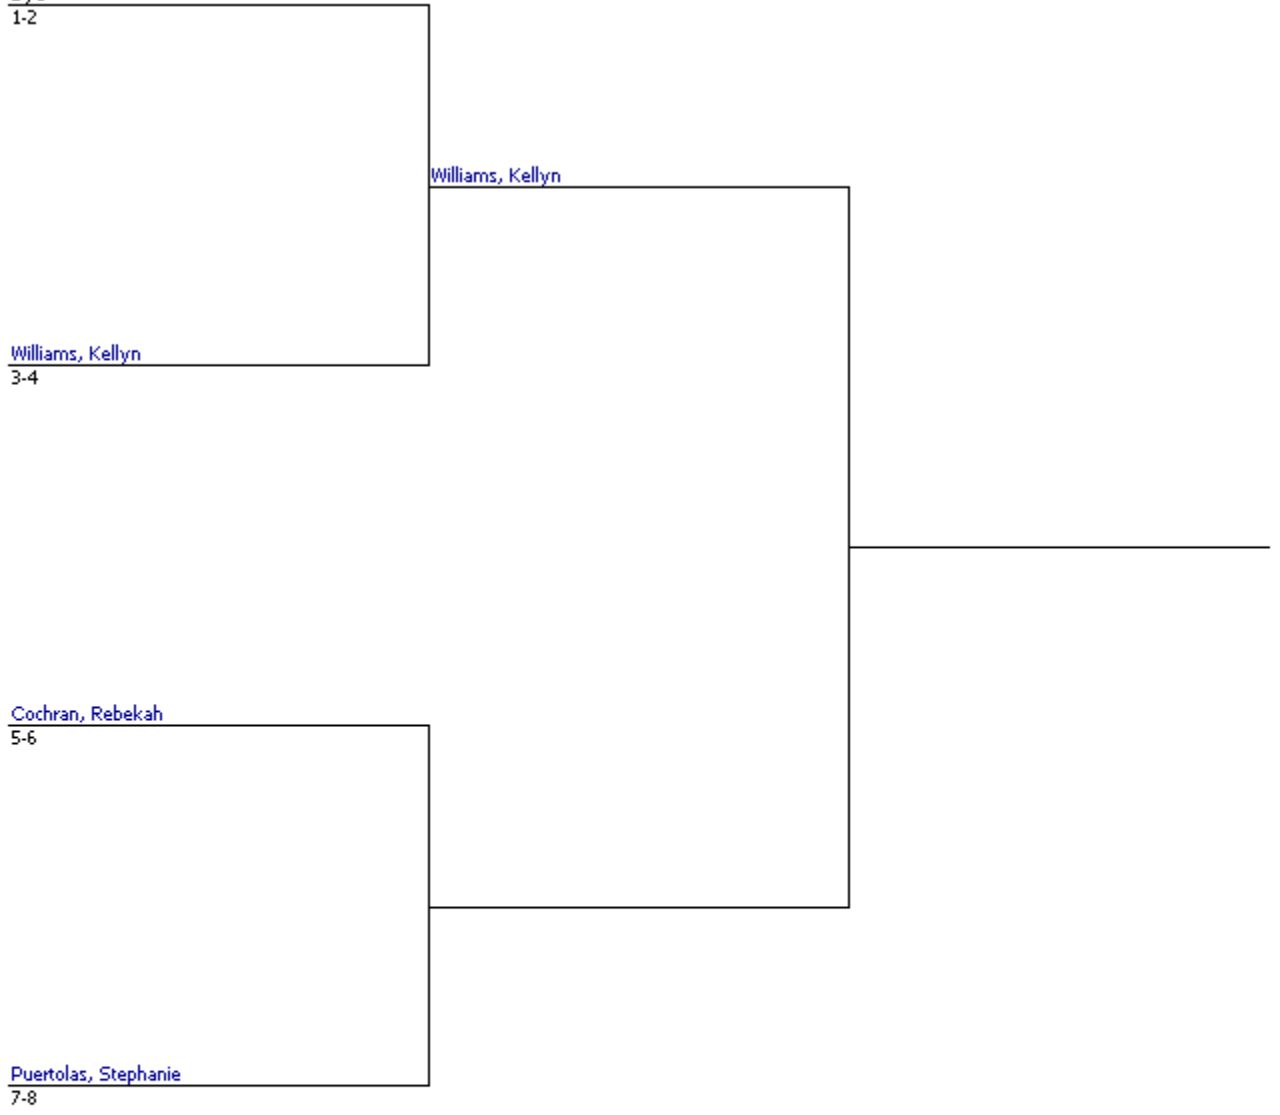 1-2
Williams, Kellyn
Williams, Kellyn
3-4
Cochran, Rebekah
5-6
Puertolas, Stephanie
7-8